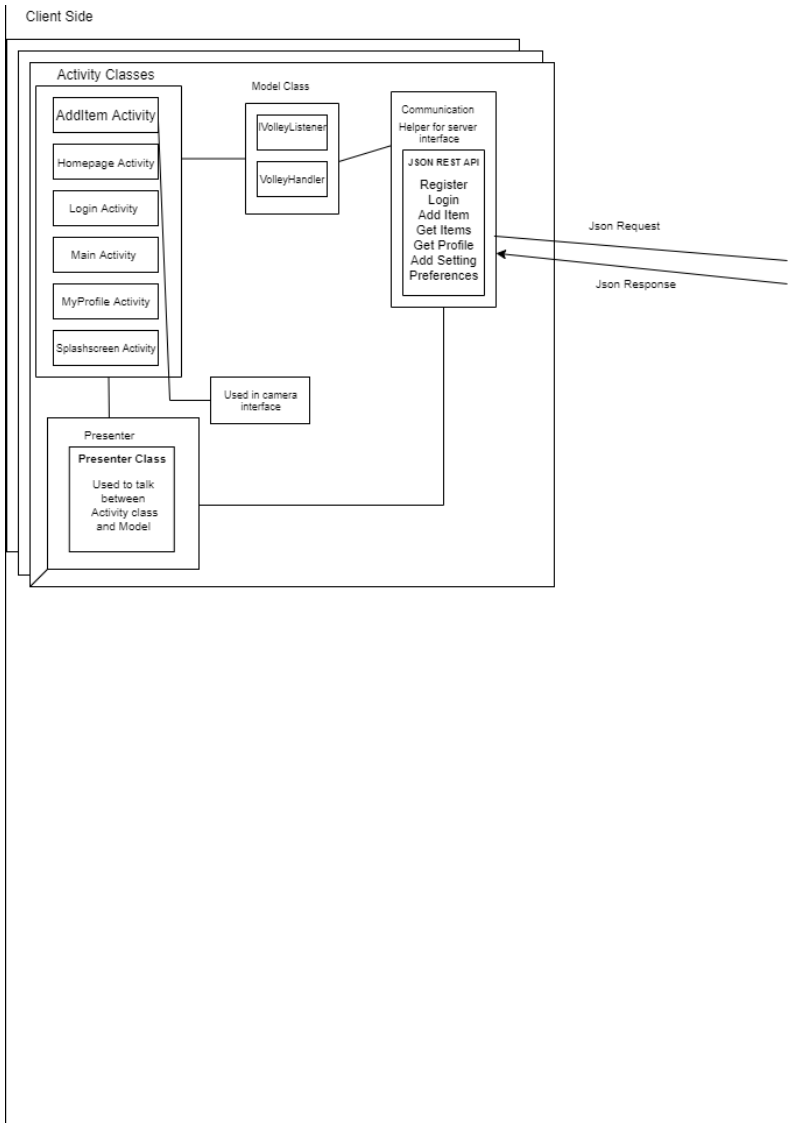 Client Side
Activity Classes
AddItem Activity
Homepage Activity
Login Activity
Main Activity
MyProfile Activity
Splashscreen Activity
Model Class
IVolleyListener
VolleyHandler
Communication
Helper for server
interface
JSON REST API
Register
Login
Add Item
Get Items
Get Profile
Add Setting
Preferences
Json Request
Json Response
Used in camera
interface
Presenter
Presenter Class
Used to talk
between
Activity class
and Model